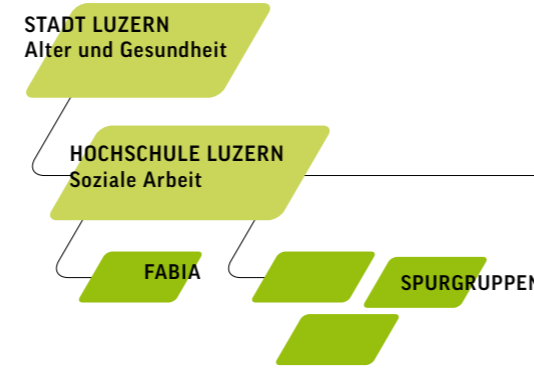 STADT LUZERN
Alter und Gesundheit
HOCHSCHULE LUZERN
Soziale Arbeit
FABIA
SPURGRUPPEN